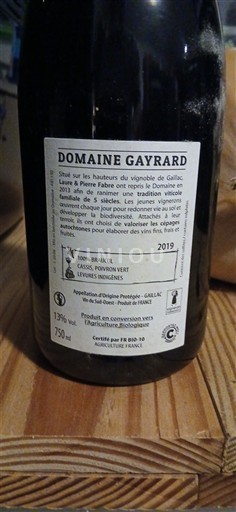 DOMAINE GAYRARD
Situé sur les hauteurs du vignoble de Gaillac,
Laure & Pierre Fabre ont repris le Domaine en
2013 afin de ranimer une tradition viticole
familiale de 5 siècles. Les jeunes vignerons
œuvrent chaque jour pour redonner vie au sol et
développer la biodiversité. Attachés à leur
terroir, ils ont choisi de valoriser les cépages
autochtones pour élaborer des vins fins, frais et
fruités.
2019
VINIOU
100% BRAUCOL
CASSIS, POIVRON VERT
LEVURES INDIGÈNES
Appellation d'Origine Protégée - GAILLAC
Vin du Sud-Ouest - Produit de FRANCE
13% Vol.
750 ml
Produit en conversion vers
l'Agriculture Biologique
Certifié par FR BIO-10
AGRICULTURE FRANCE